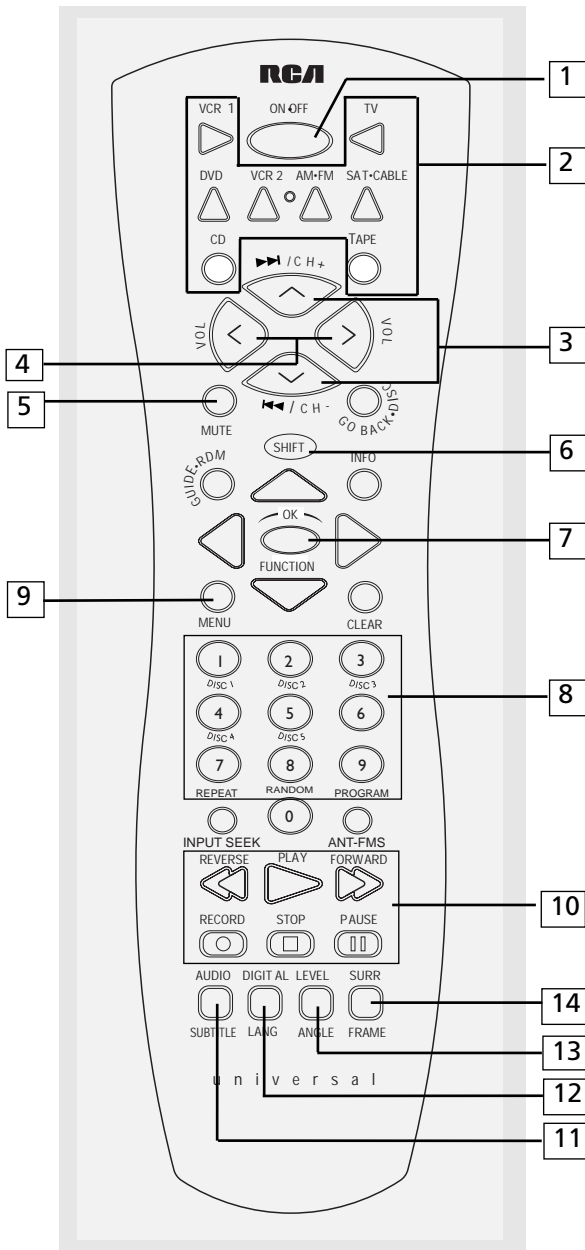 RCA
1
VCR 1 ON•OFF TV
2
DVD VCR 2 AM•FM SAT•CABLE
CD TAPE
/CH+
VOL VOL
3
4
5
/CH-
MUTE GO BACK•DISC
SHIFT
6
GUIDE•RDM INFO
OK
7
FUNCTION
9
MENU CLEAR
1 2 3
DISC 1 DISC 2 DISC 3
8
4 5 6
DISC 4 DISC 5
7 8 9
REPEAT RANDOM PROGRAM
0
INPUT SEEK ANT-FMS
REVERSE PLAY FORWARD
10
RECORD STOP PAUSE
AUDIO DIGITAL LEVEL SURR
14
SUBTITLE LANG ANGLE FRAME
13
universal
12
11